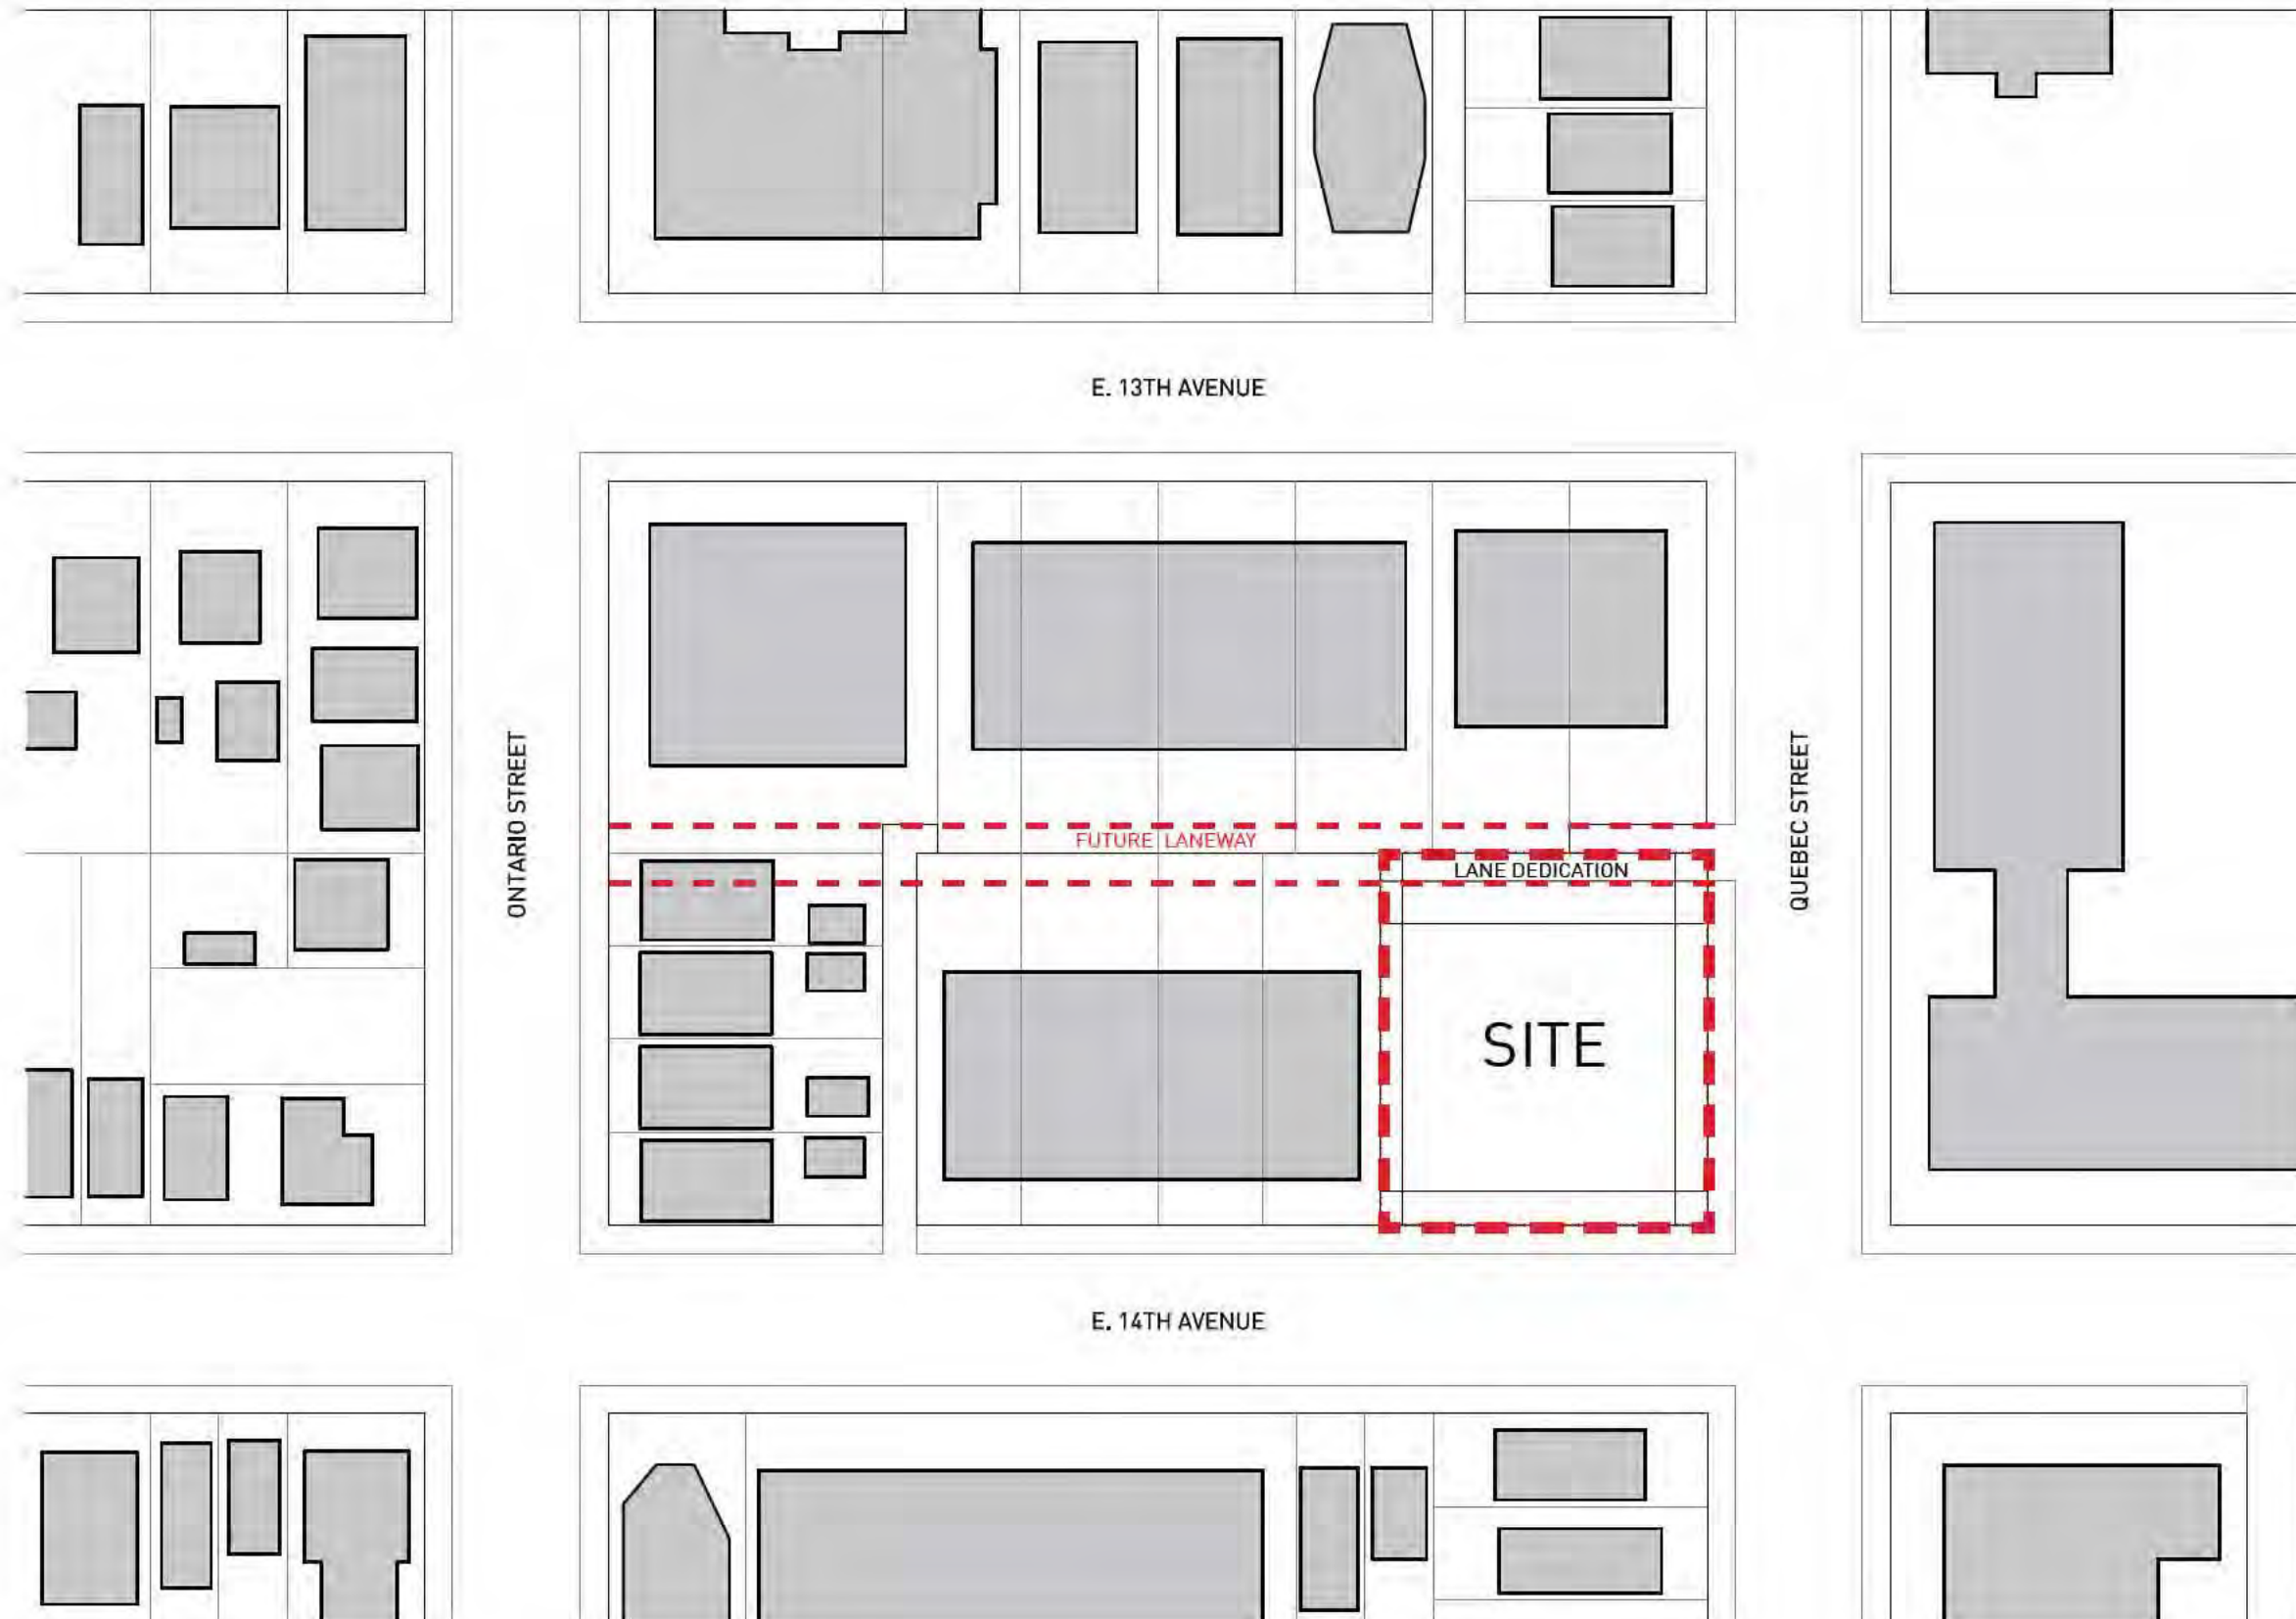 E. 13TH AVENUE
ONTARIO STREET
QUEBEC STREET
FUTURE LANEWAY
LANE DEDICATION
SITE
E. 14TH AVENUE